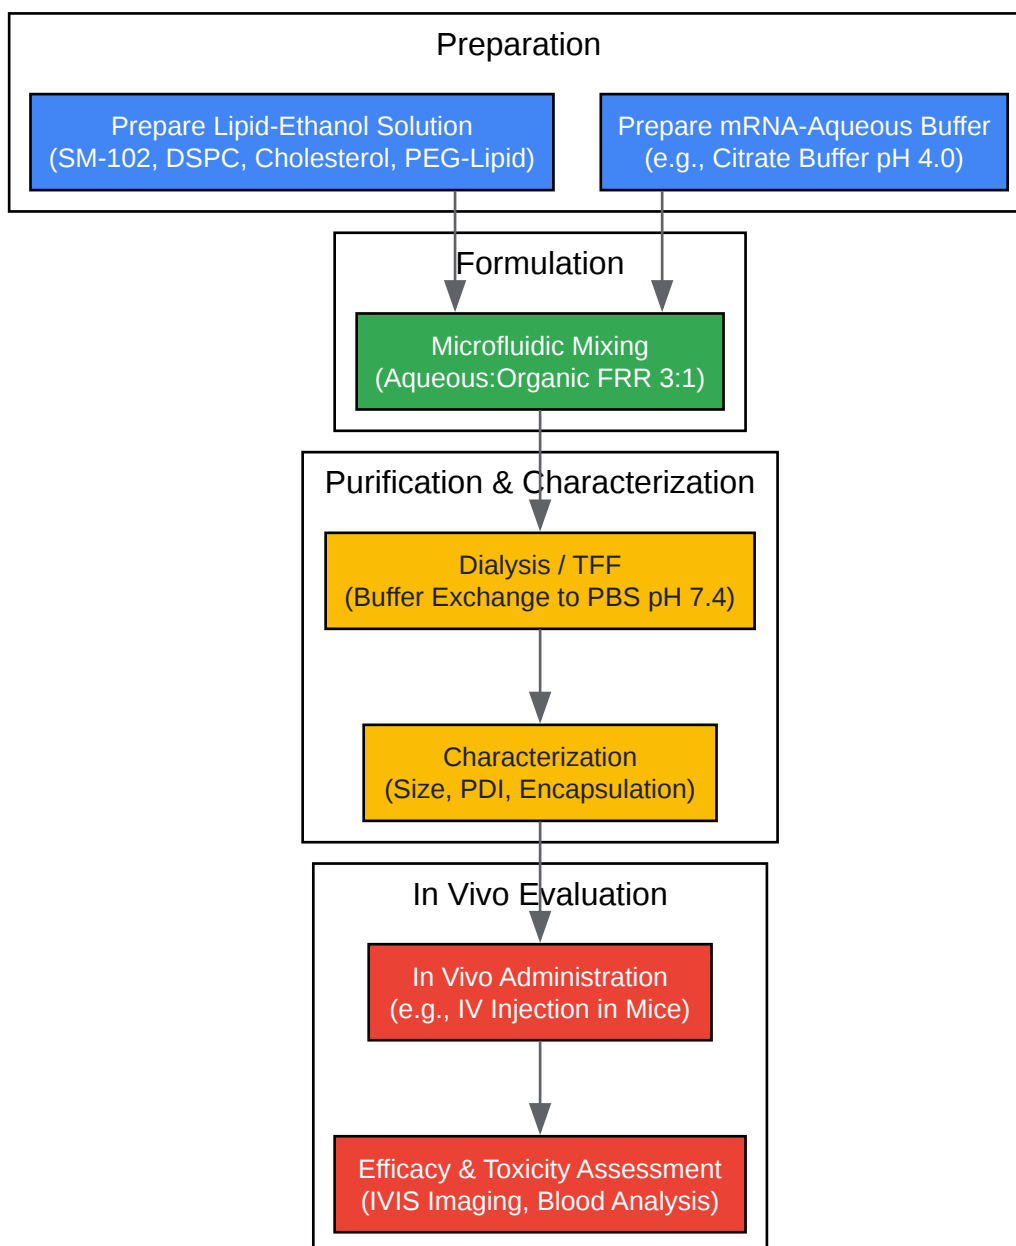 Preparation
Prepare Lipid-Ethanol Solution
(SM-102, DSPC, Cholesterol, PEG-Lipid)
Prepare mRNA-Aqueous Buffer
(e.g., Citrate Buffer pH 4.0)
Formulation
Microfluidic Mixing
(Aqueous:Organic FRR 3:1)
Purification & Characterization
Dialysis / TFF
(Buffer Exchange to PBS pH 7.4)
Characterization
(Size, PDI, Encapsulation)
In Vivo Evaluation
In Vivo Administration
(e.g., IV Injection in Mice)
Efficacy & Toxicity Assessment
(IVIS Imaging, Blood Analysis)